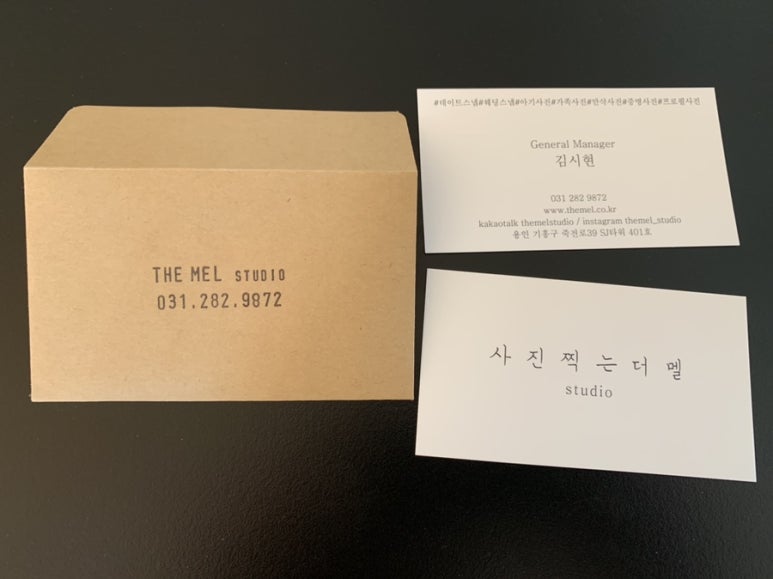 THE MEL STUDIO
031.282.9872
#데이트스냅#웨딩스냅#아기사진#가족사진#만삭사진#증명사진#프로필사진
General Manager
김시현
031 282 9872
www.themel.co.kr
kakaotalk themelstudio / instagram themel_studio
용인 기흥구 죽전로39 SJ타워 401호
사진찍는더멜
studio